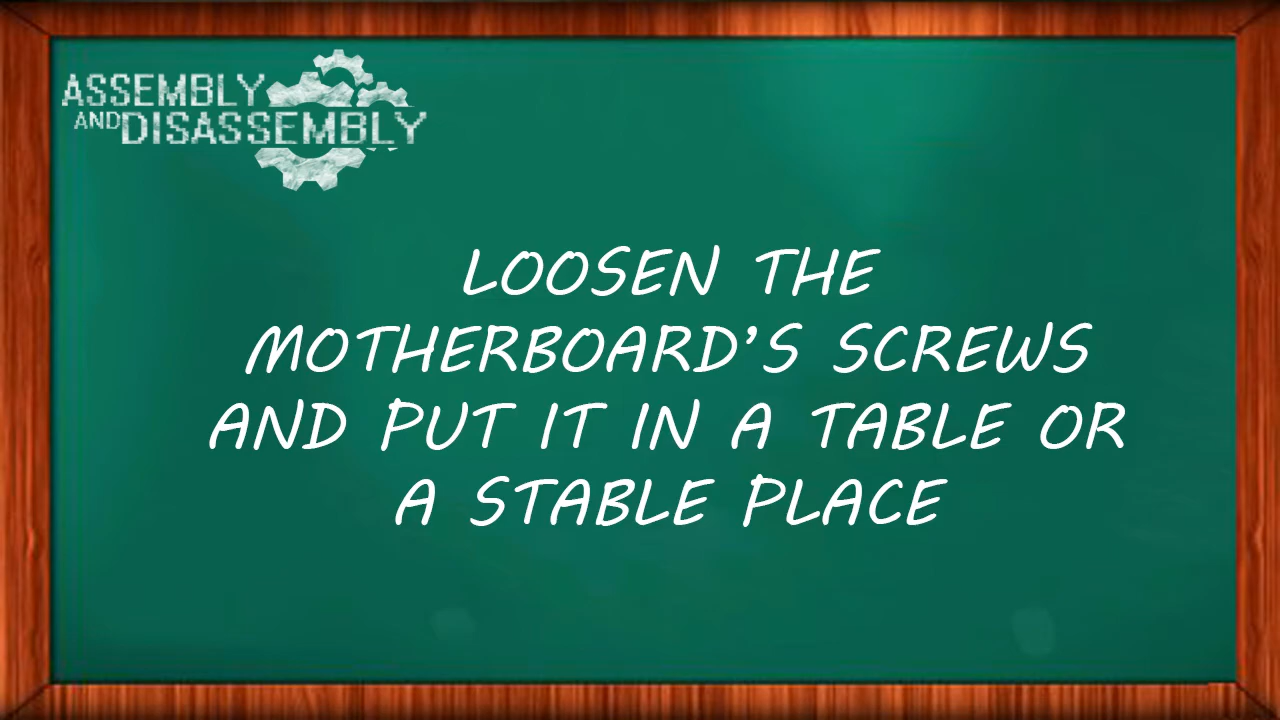 ASSEMBLY
AND DISASSEMBLY
LOOSEN THE
MOTHERBOARD’S SCREWS
AND PUT IT IN A TABLE OR
A STABLE PLACE